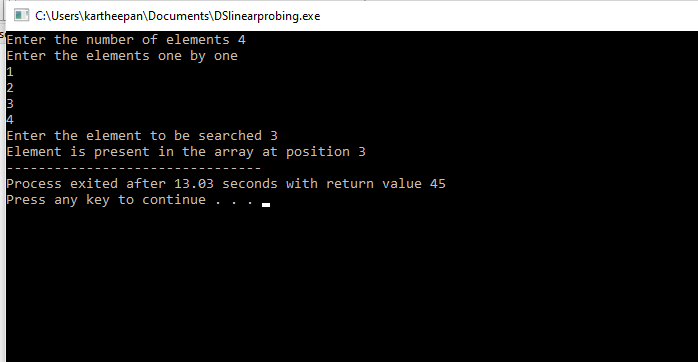 C:\Users\kartheepan\Documents\DSlinearprobing.exe
Enter the number of elements 4
Enter the elements one by one
1
2
3
4
Enter the element to be searched 3
Element is present in the array at position 3
--------------------------------
Process exited after 13.03 seconds with return value 45
Press any key to continue . . .